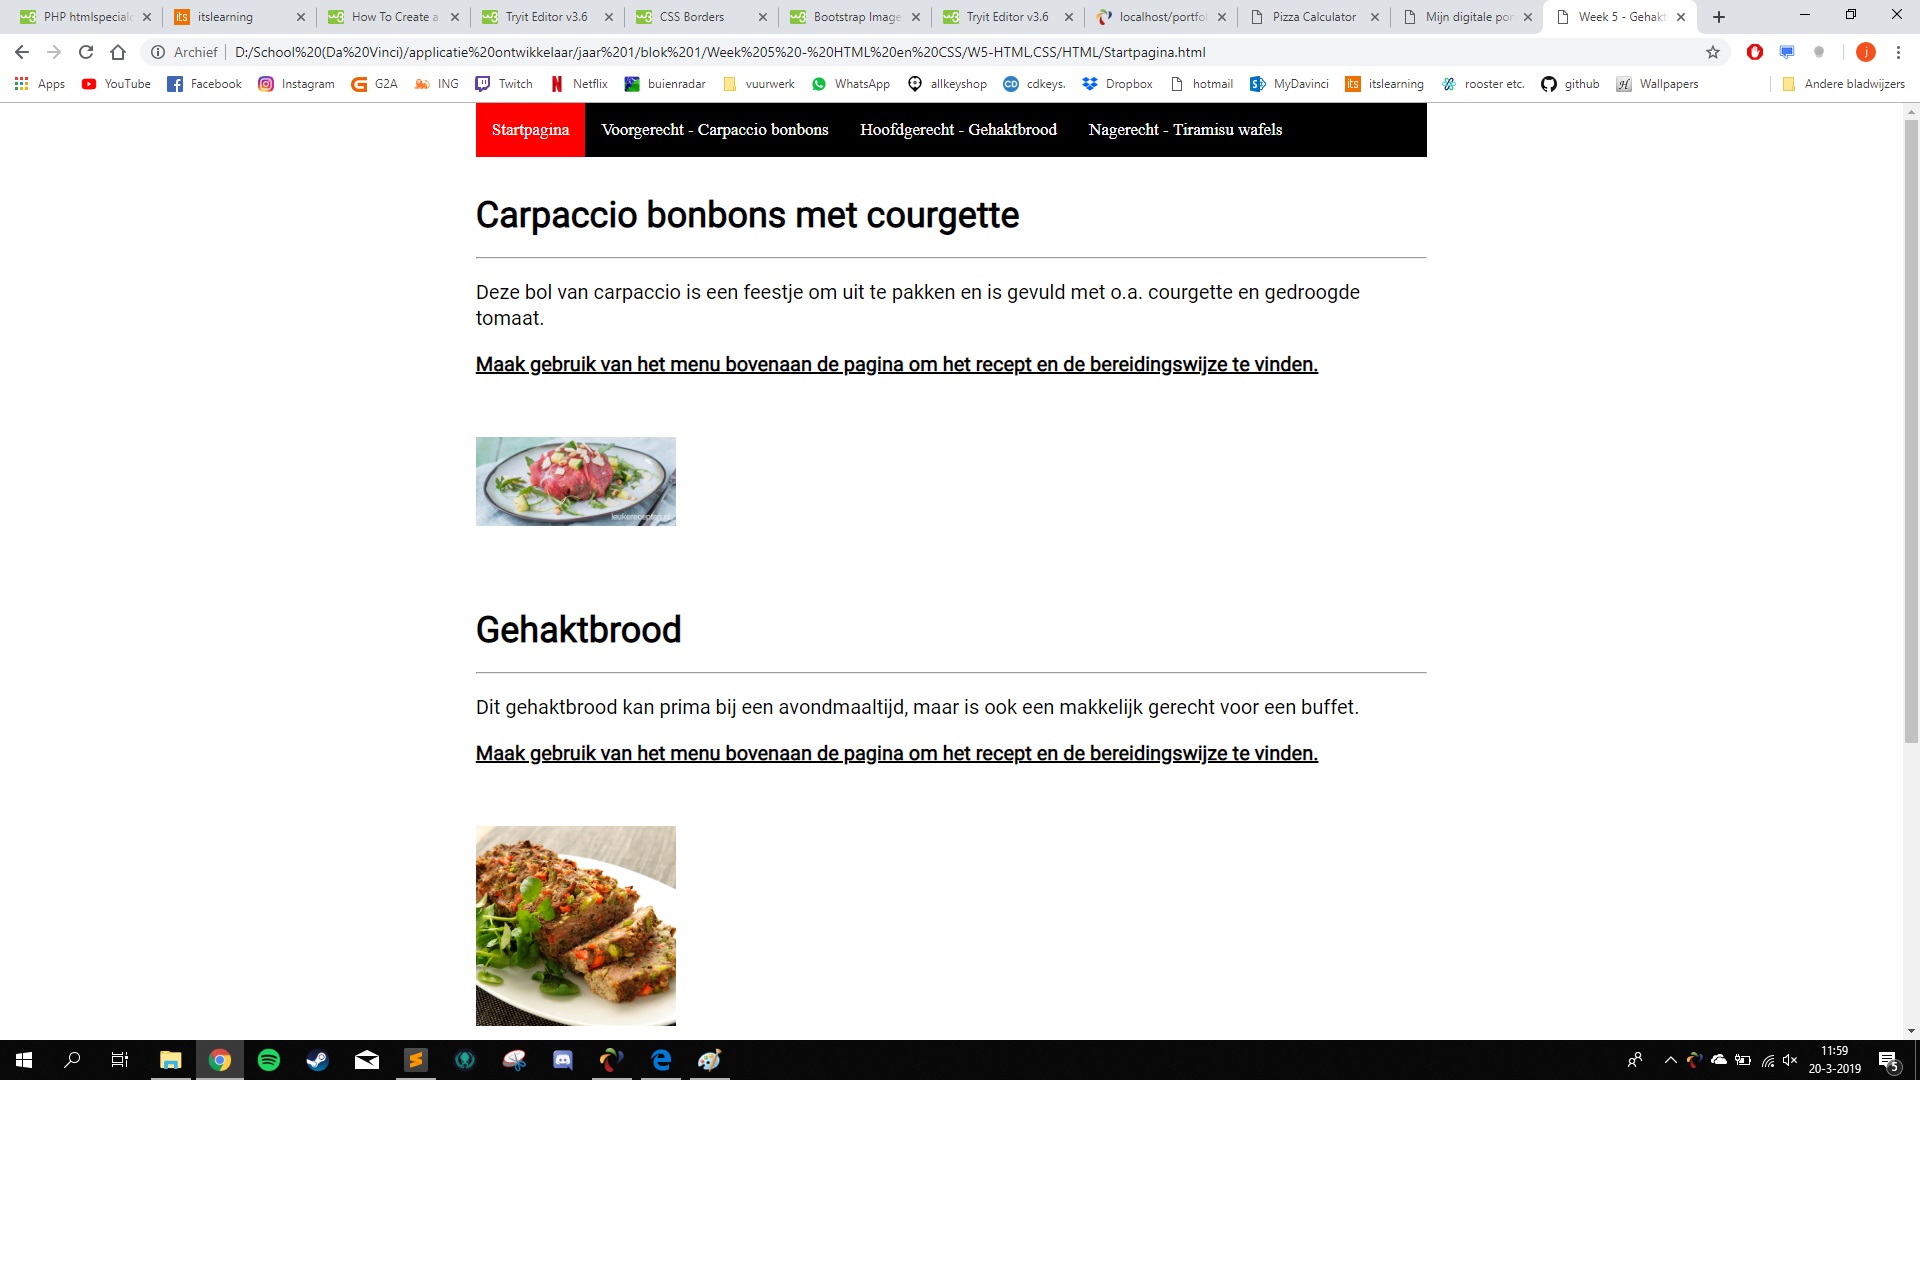 PHP htmlspecialc
itslearning
How To Create a
Tryit Editor v3.6
CSS Borders
Bootstrap Image
Tryit Editor v3.6
localhost/portfol
Pizza Calculator
Mijn digitale por
Week 5 - Gehakt
Archief
D:/School%20(Da%20Vinci)/applicatie%20ontwikkelaar/jaar%201/blok%201/Week%205%20-%20HTML%20en%20CSS/W5-HTML.CSS/HTML/Startpagina.html
j
Apps
YouTube
Facebook
Instagram
G2A
ING
Twitch
Netflix
buienradar
vuurwerk
WhatsApp
allkeyshop
CD cdkeys.
Dropbox
hotmail
MyDavinci
its itslearning
rooster etc.
github
Wallpapers
Andere bladwijzers
Startpagina
Voorgerecht - Carpaccio bonbons
Hoofdgerecht - Gehaktbrood
Nagerecht - Tiramisu wafels
Carpaccio bonbons met courgette
Deze bol van carpaccio is een feestje om uit te pakken en is gevuld met o.a. courgette en gedroogde
tomaat.
Maak gebruik van het menu bovenaan de pagina om het recept en de bereidingswijze te vinden.
leukerecepten.nl
Gehaktbrood
Dit gehaktbrood kan prima bij een avondmaaltijd, maar is ook een makkelijk gerecht voor een buffet.
Maak gebruik van het menu bovenaan de pagina om het recept en de bereidingswijze te vinden.
11:59
20-3-2019
5